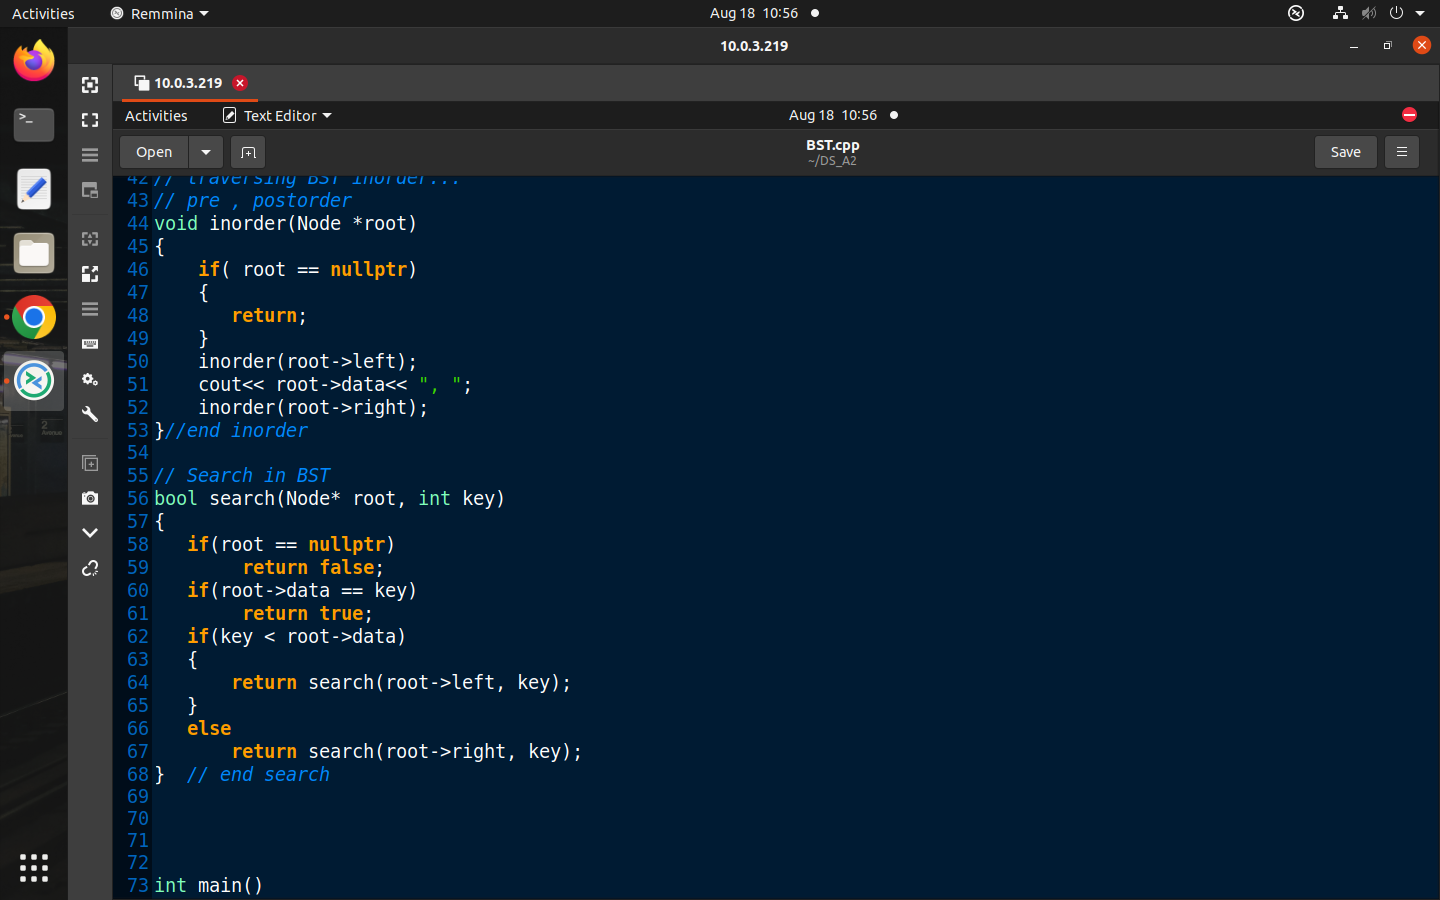 Activities Remmina Aug 18 10:56
10.0.3.219
10.0.3.219
Activities Text Editor Aug 18 10:56
Open BST.cpp Save
~/DS_A2
42 // traversing BST inorder...
43 // pre , postorder
44 void inorder(Node *root)
45 {
46     if( root == nullptr)
47     {
48        return;
49     }
50     inorder(root->left);
51     cout<< root->data<< ", ";
52     inorder(root->right);
53 }//end inorder
54
55 // Search in BST
56 bool search(Node* root, int key)
57 {
58    if(root == nullptr)
59         return false;
60    if(root->data == key)
61         return true;
62    if(key < root->data)
63    {
64        return search(root->left, key);
65    }
66    else
67        return search(root->right, key);
68 }  // end search
69
70
71
72
73 int main()